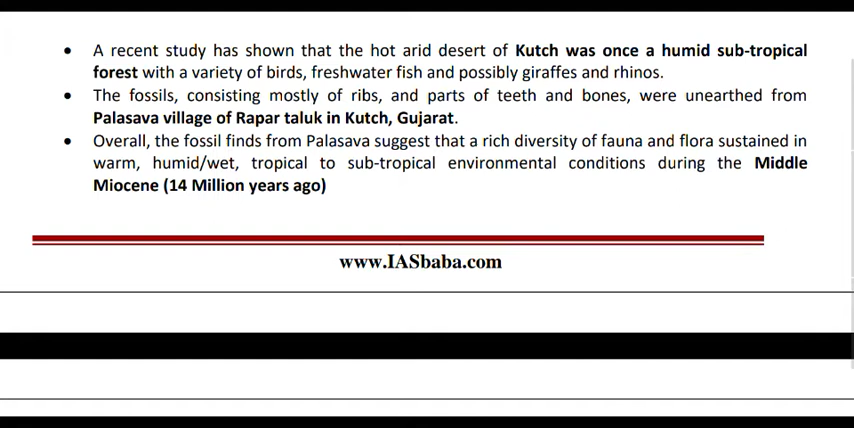 • A recent study has shown that the hot arid desert of Kutch was once a humid sub-tropical
forest with a variety of birds, freshwater fish and possibly giraffes and rhinos.
• The fossils, consisting mostly of ribs, and parts of teeth and bones, were unearthed from
Palasava village of Rapar taluk in Kutch, Gujarat.
• Overall, the fossil finds from Palasava suggest that a rich diversity of fauna and flora sustained in
warm, humid/wet, tropical to sub-tropical environmental conditions during the Middle
Miocene (14 Million years ago)
www.IASbaba.com